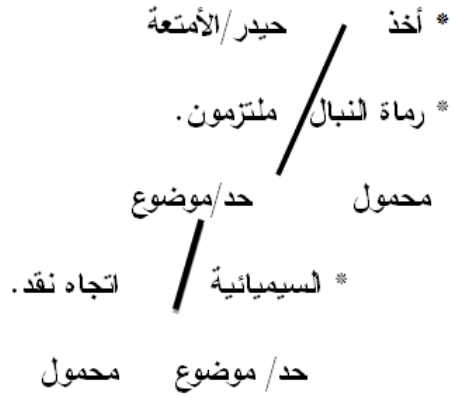 * أخذ / حيدر/الأمتعة
* رماة النبال / ملتزمون.
محمول حد/موضوع
* السيميائية / اتجاه نقد.
حد/ موضوع محمول